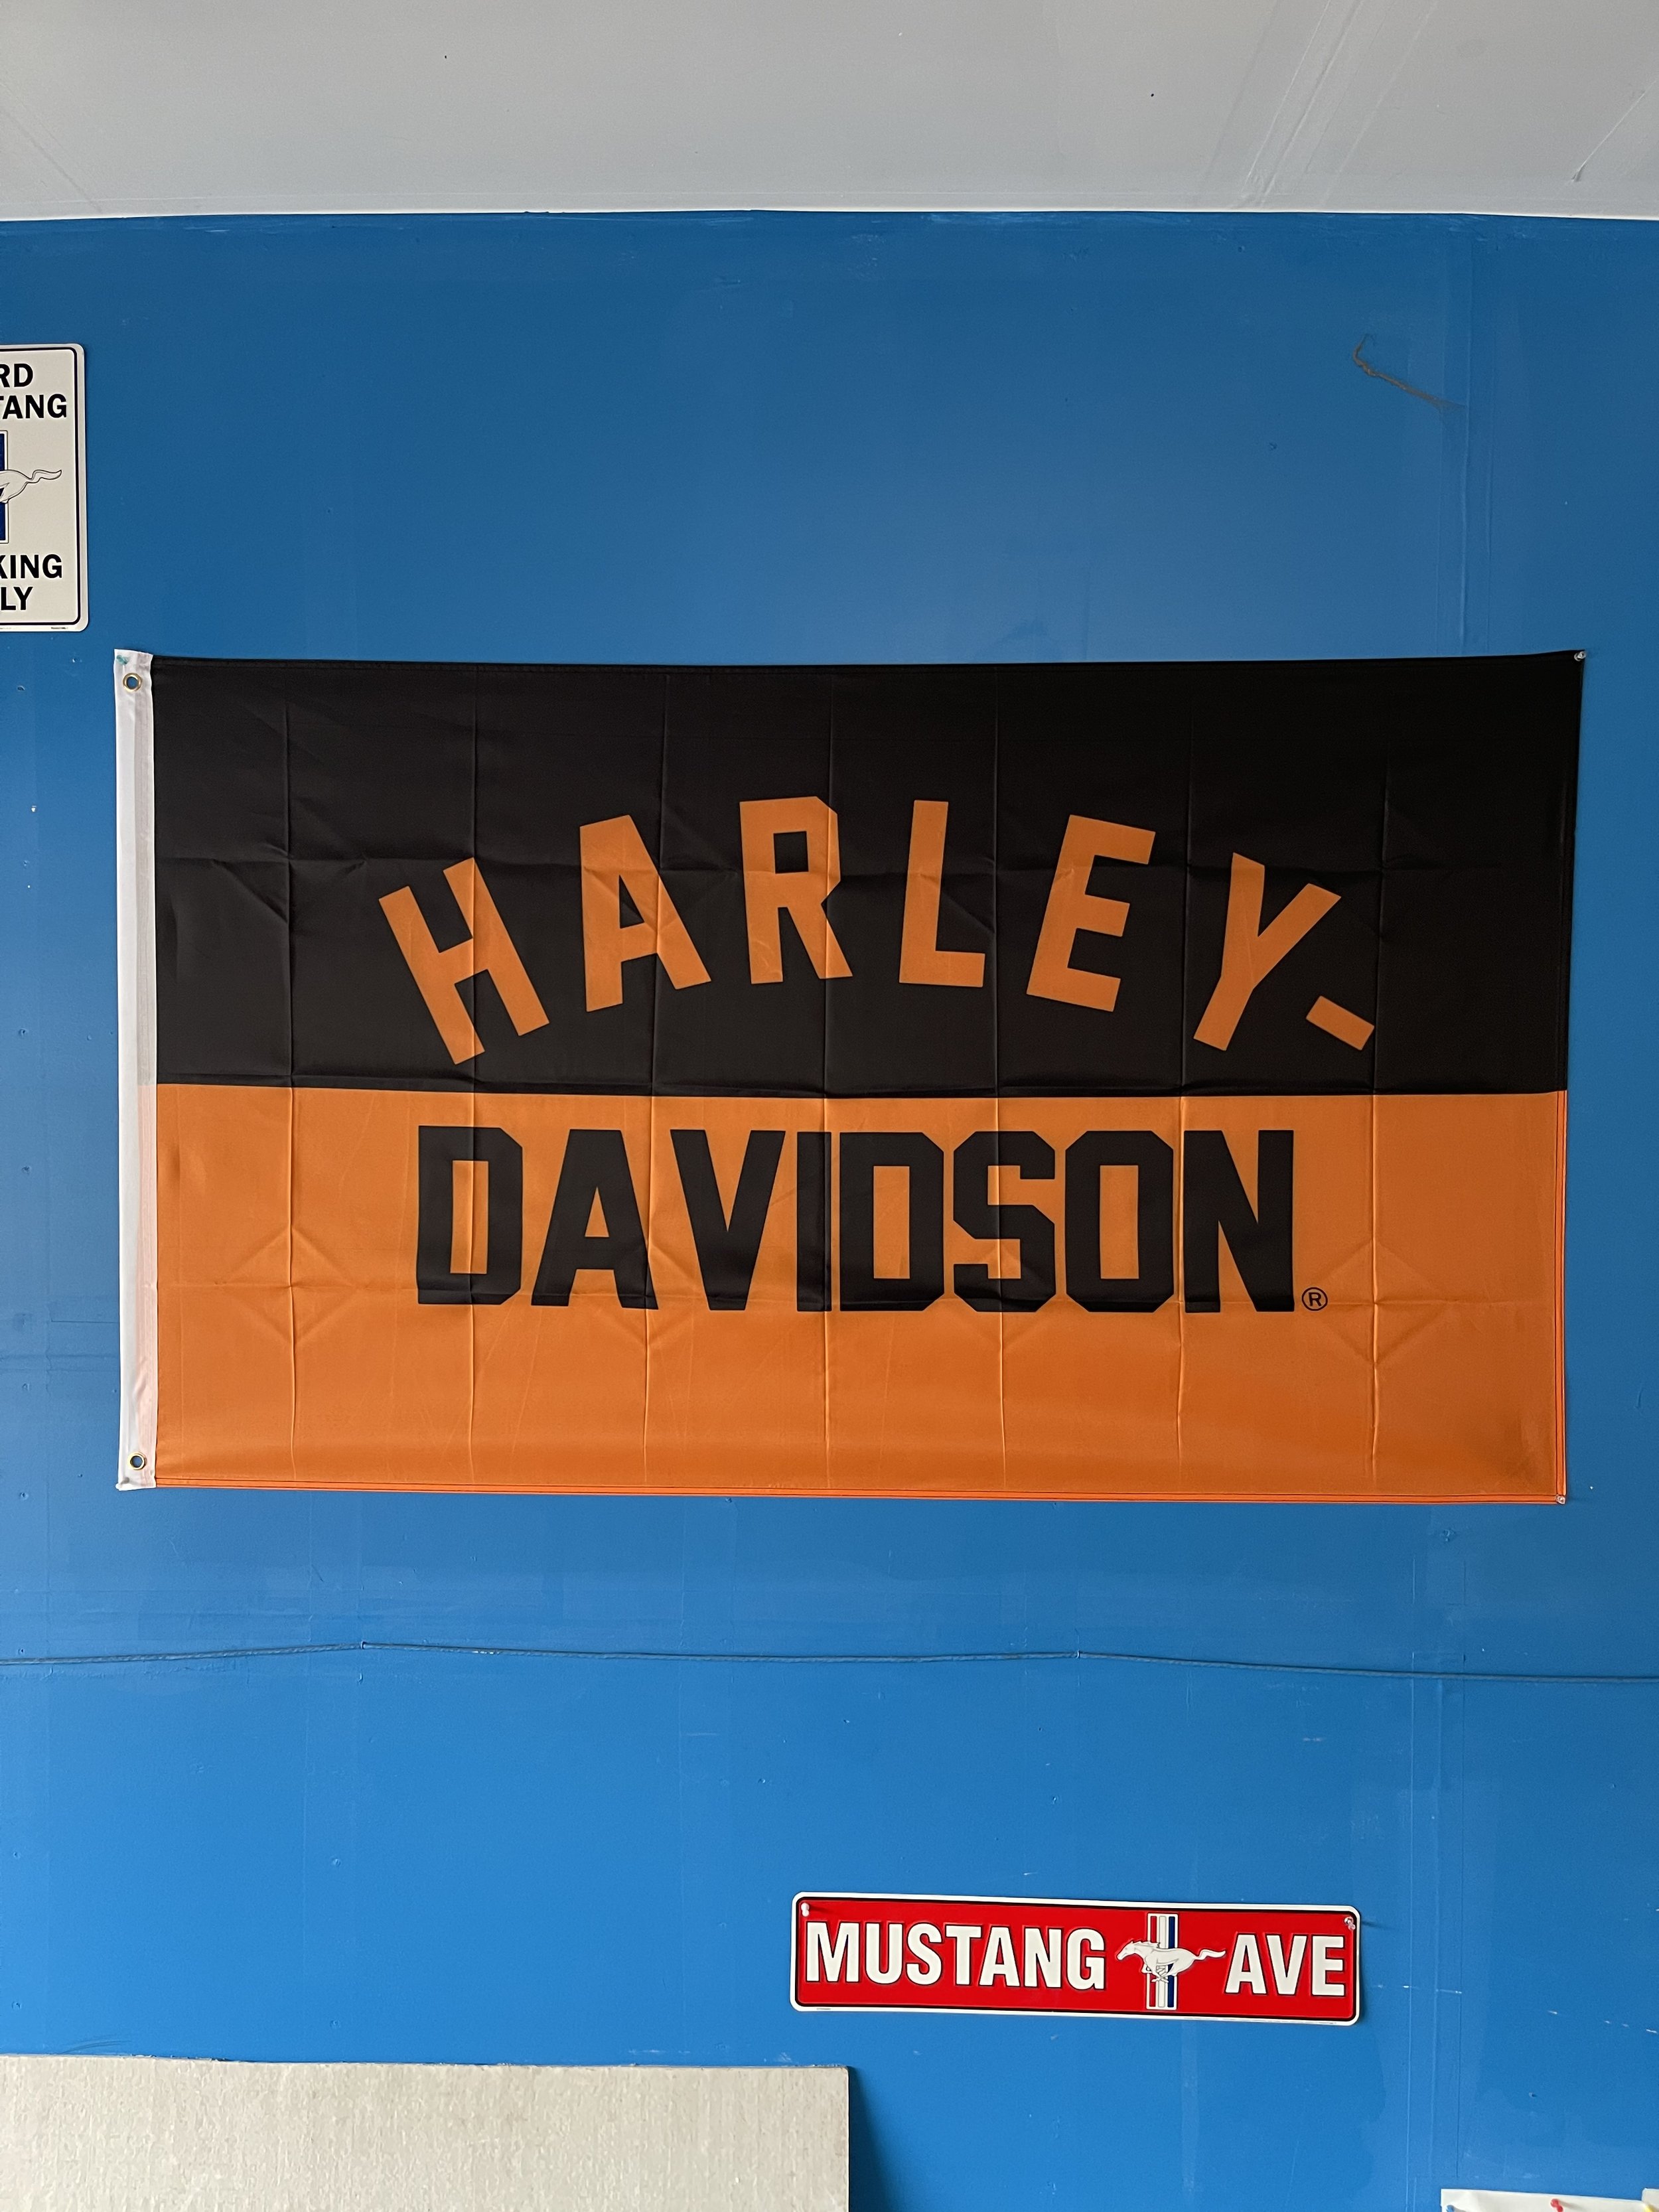 RD
TANG
KING
LY
HARLEY-
DAVIDSON®
MUSTANG AVE